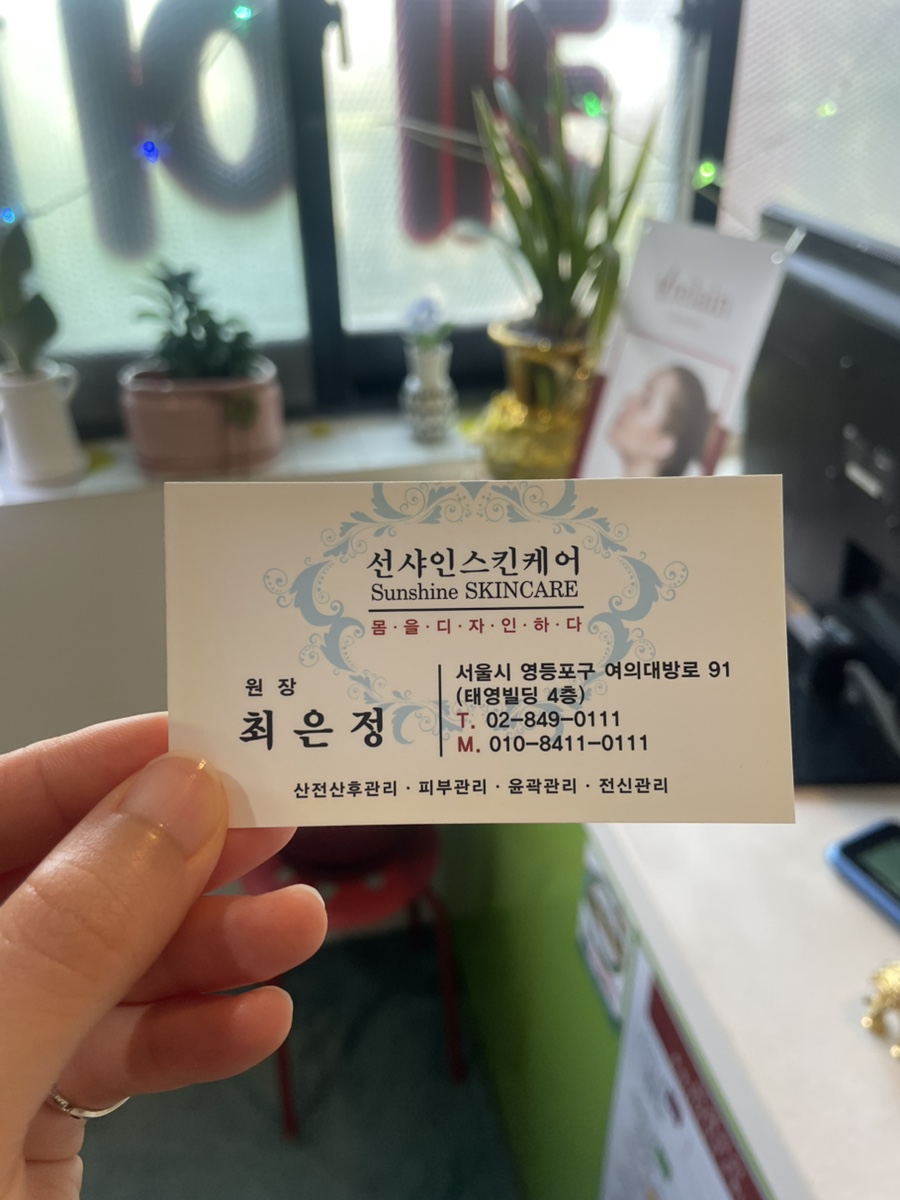 선샤인스킨케어
Sunshine SKINCARE
몸·을·디·자·인·하·다
원 장
최은정
서울시 영등포구 여의대방로 91
(태영빌딩 4층)
T. 02-849-0111
M. 010-8411-0111
산전산후관리 · 피부관리 · 윤곽관리 · 전신관리